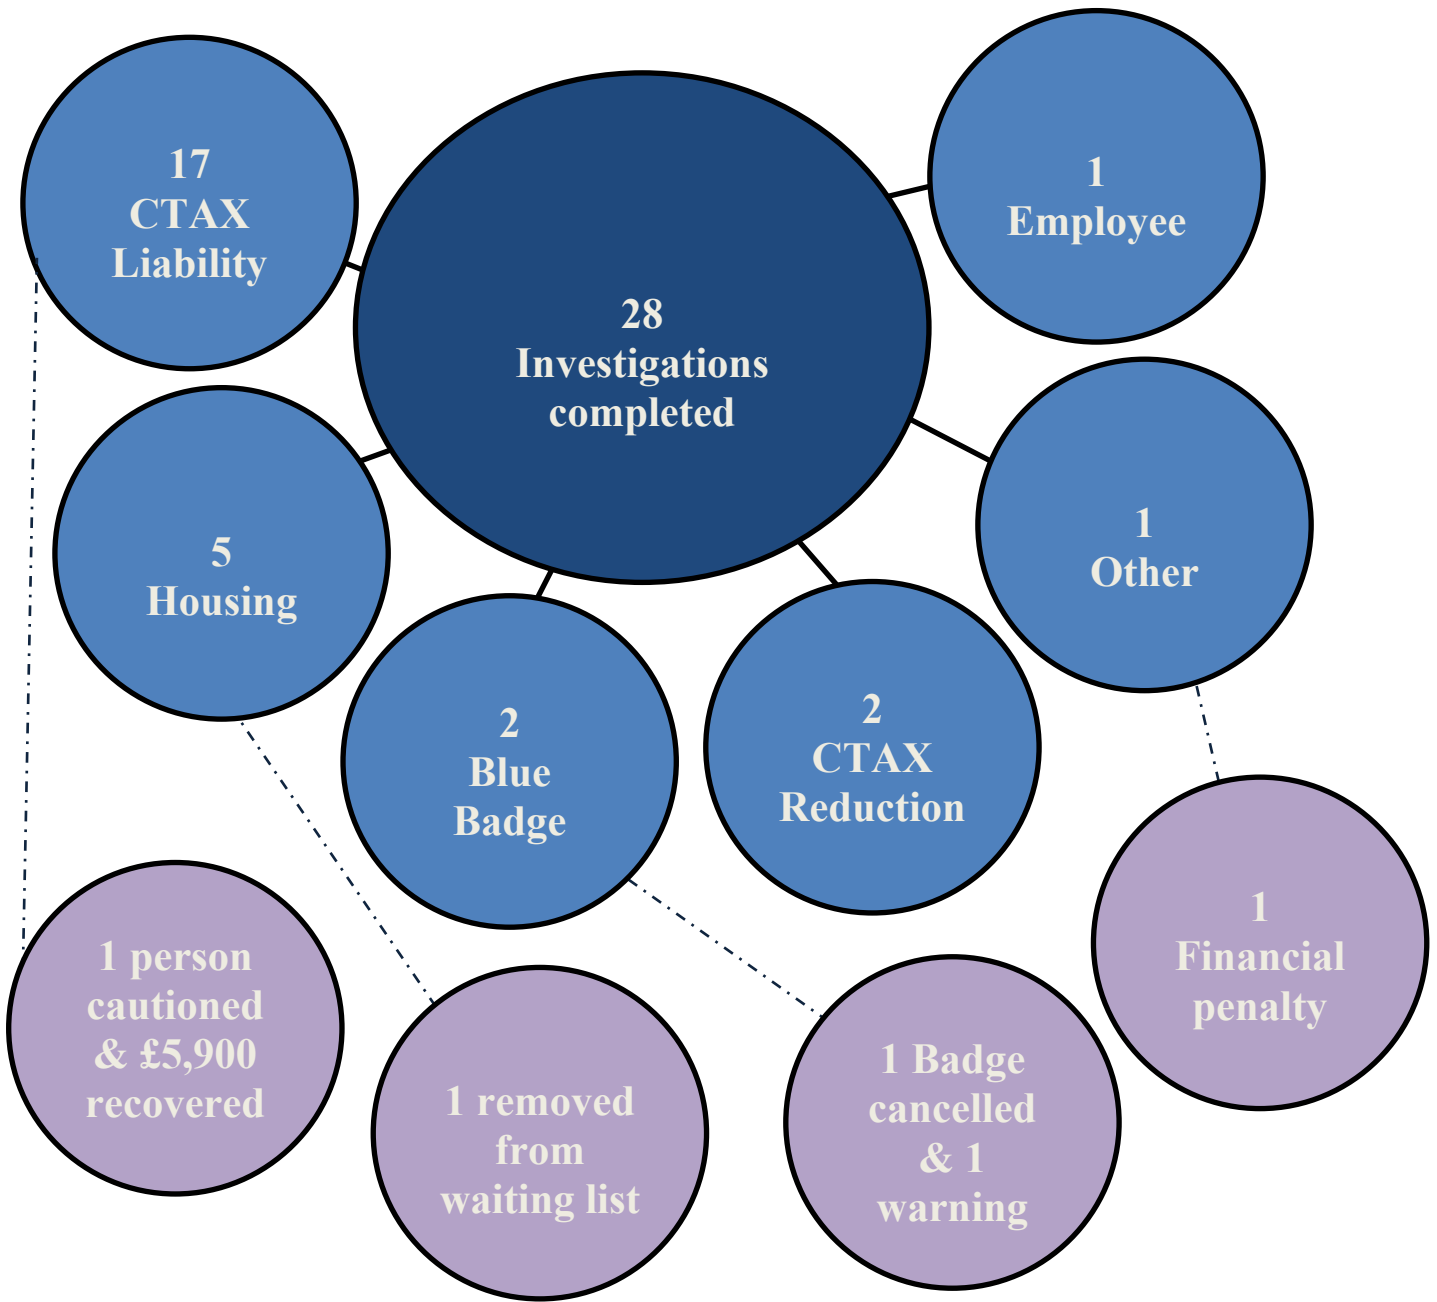 17
CTAX
Liability
28
Investigations
completed
1
Employee
5
Housing
2
Blue
Badge
2
CTAX
Reduction
1
Other
1 person
cautioned
& £5,900
recovered
1 removed
from
waiting list
1 Badge
cancelled
& 1
warning
1
Financial
penalty